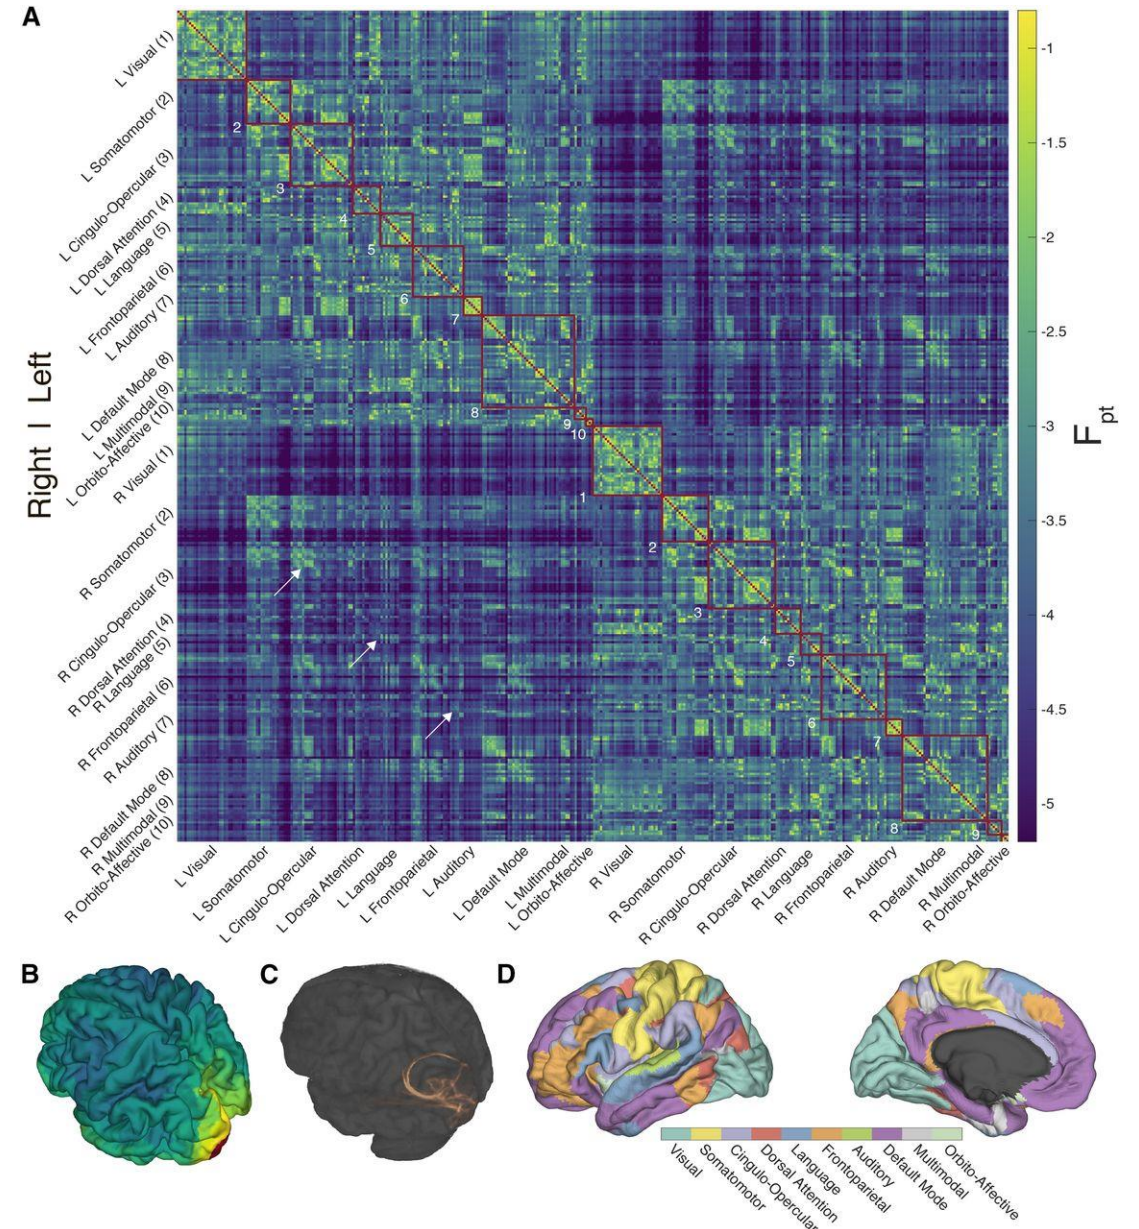 A
L Visual (1)
L Somatomotor (2)
L Cingulo-Opercular (3)
L Dorsal Attention (4)
L Language (5)
L Frontoparietal (6)
L Auditory (7)
L Default Mode (8)
L Multimodal (9)
L Orbito-Affective (10)
R Visual (1)
R Somatomotor (2)
R Cingulo-Opercular (3)
R Dorsal Attention (4)
R Language (5)
R Frontoparietal (6)
R Auditory (7)
R Default Mode (8)
R Multimodal (9)
R Orbito-Affective (10)
Right | Left
2
3
4
5
6
7
8
9
10
1
2
3
4
5
6
7
8
9
-1
-2
-2.5
-3
-3.5
-4
-4.5
-5
Fpt
L Visual
L Somatomotor
L Cingulo-Opercular
L Dorsal Attention
L Language
L Frontoparietal
L Auditory
L Default Mode
L Multimodal
L Orbito-Affective
R Visual
R Somatomotor
R Cingulo-Opercular
R Dorsal Attention
R Language
R Frontoparietal
R Auditory
R Default Mode
R Multimodal
R Orbito-Affective
B
C
D
Visual
Somatomotor
Cingulo-Opercular
Dorsal Attention
Language
Frontoparietal
Auditory
Default Mode
Multimodal
Orbito-Affective